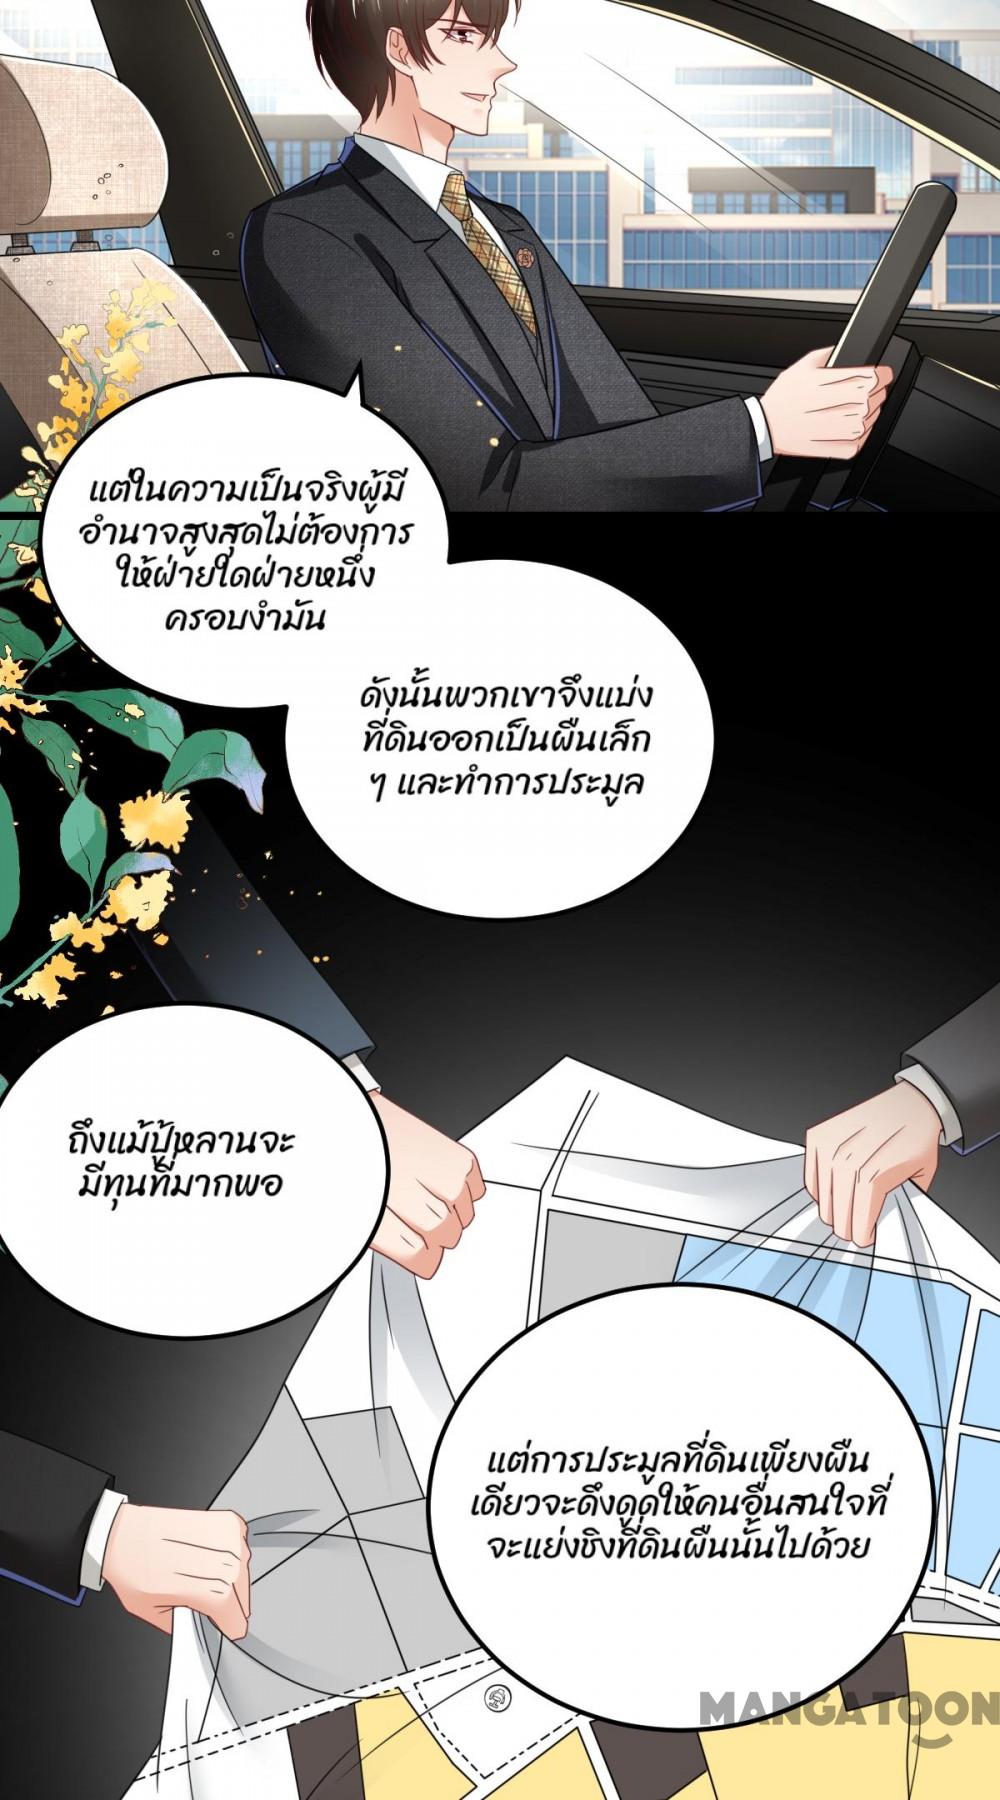 แต่ในความเป็นจริงผู้มี
อำนาจสูงสุดไม่ต้องการ
ให้ฝ่ายใดฝ่ายหนึ่ง
ครอบงำมัน
ดังนั้นพวกเขาจึงแบ่ง
ที่ดินออกเป็นผืนเล็ก
ๆ และทำการประมูล
ถึงแม้ปู่หลานจะ
มีทุนที่มากพอ
แต่การประมูลที่ดินเพียงผืน
เดียวจะดึงดูดให้คนอื่นสนใจที่
จะแย่งชิงที่ดินผืนนั้นไปด้วย
MANGATOON